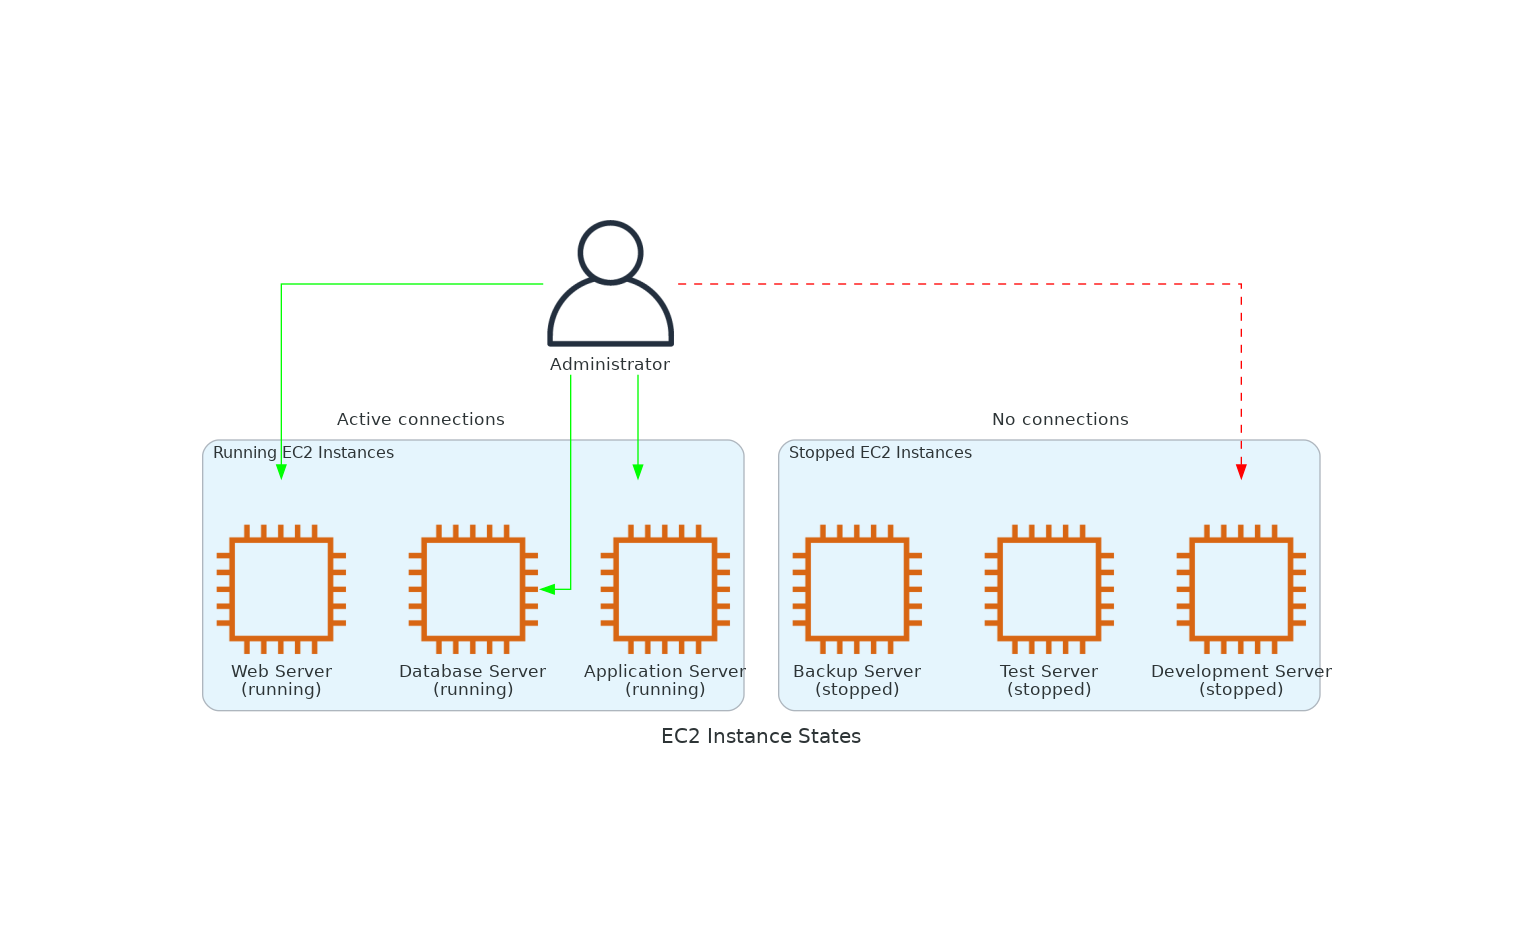 Administrator
Active connections
No connections
Running EC2 Instances
Stopped EC2 Instances
Web Server
(running)
Database Server
(running)
Application Server
(running)
Backup Server
(stopped)
Test Server
(stopped)
Development Server
(stopped)
EC2 Instance States